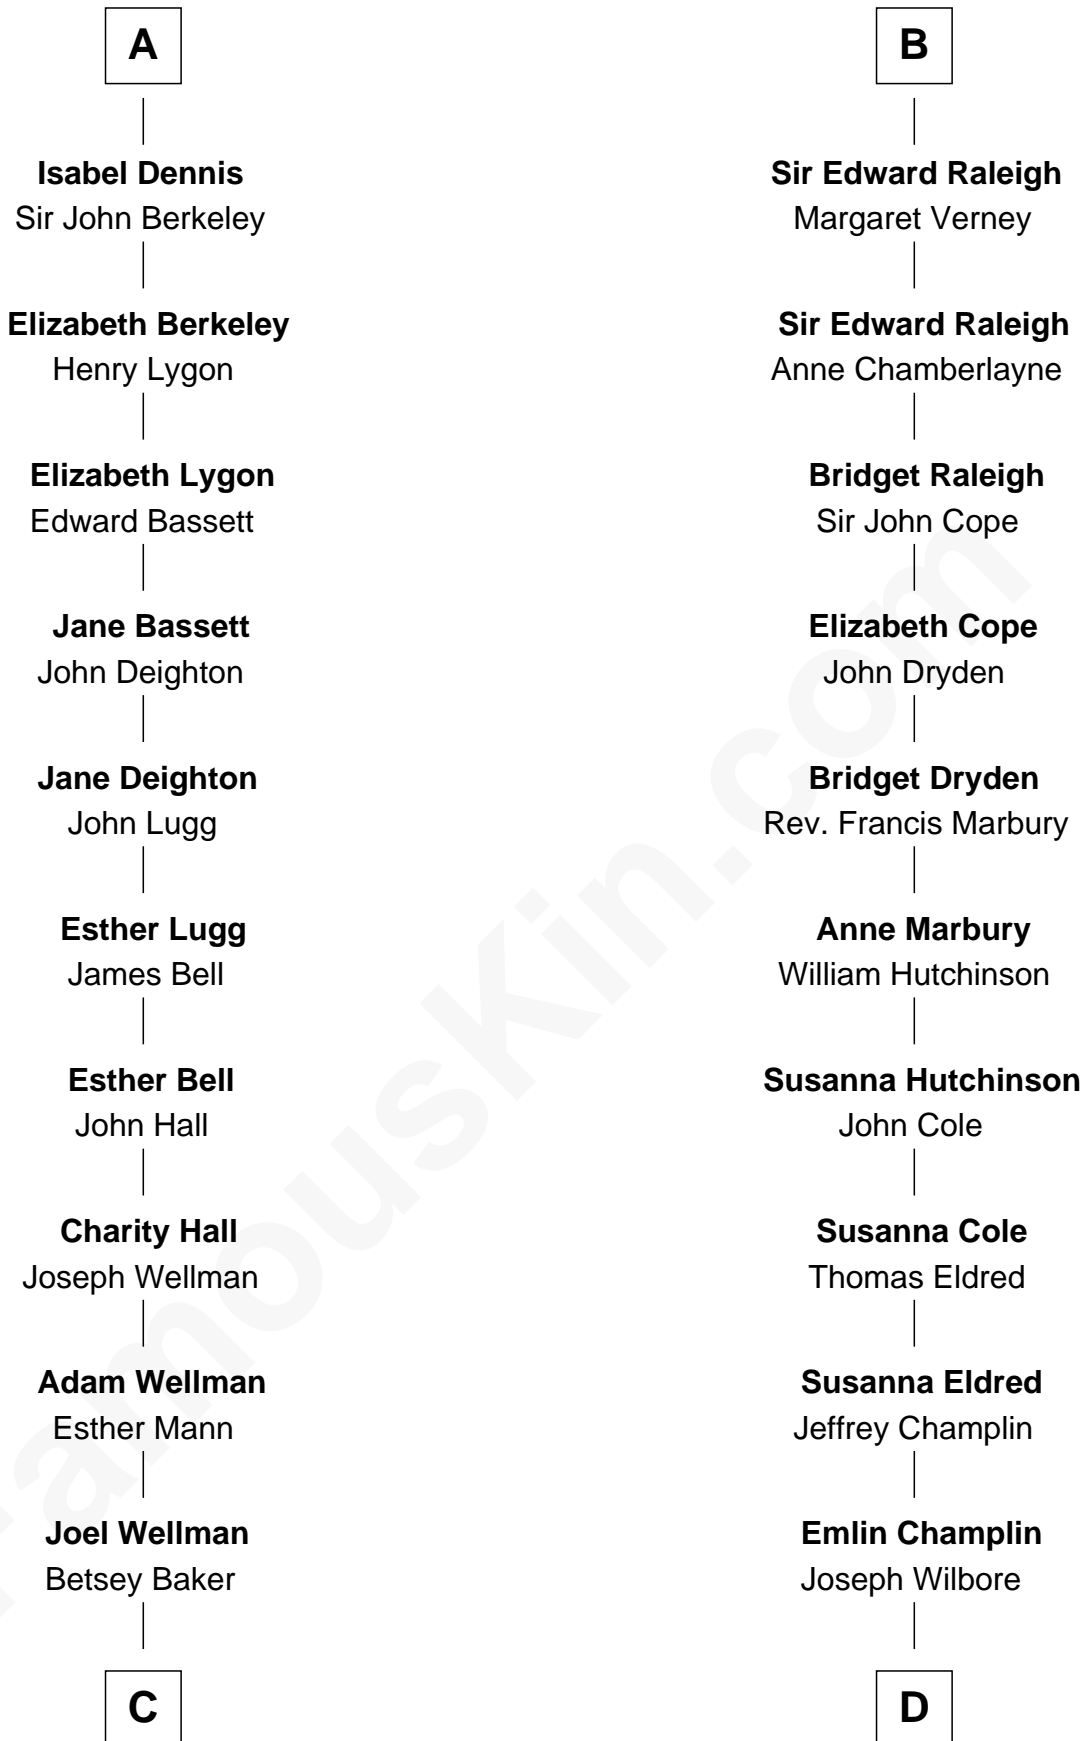 A
Isabel Dennis
Sir John Berkeley
Elizabeth Berkeley
Henry Lygon
Elizabeth Lygon
Edward Bassett
Jane Bassett
John Deighton
Jane Deighton
John Lugg
Esther Lugg
James Bell
Esther Bell
John Hall
Charity Hall
Joseph Wellman
Adam Wellman
Esther Mann
Joel Wellman
Betsey Baker
C
B
Sir Edward Raleigh
Margaret Verney
Sir Edward Raleigh
Anne Chamberlayne
Bridget Raleigh
Sir John Cope
Elizabeth Cope
John Dryden
Bridget Dryden
Rev. Francis Marbury
Anne Marbury
William Hutchinson
Susanna Hutchinson
John Cole
Susanna Cole
Thomas Eldred
Susanna Eldred
Jeffrey Champlin
Emlin Champlin
Joseph Wilbore
D
FamousKin.com